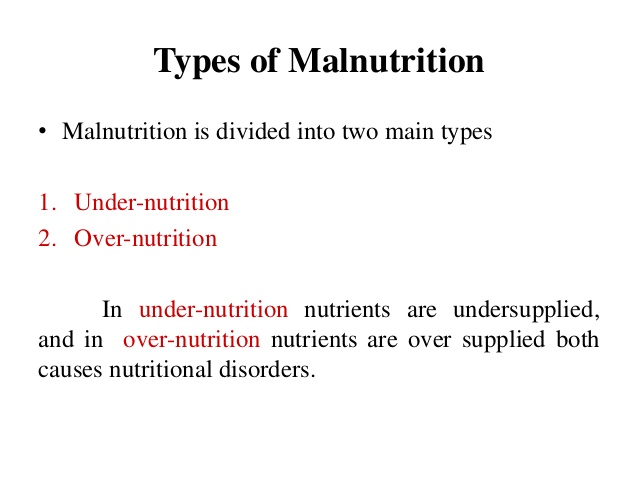 Types of Malnutrition
• Malnutrition is divided into two main types
1. Under-nutrition
2. Over-nutrition
In under-nutrition nutrients are undersupplied,
and in over-nutrition nutrients are over supplied both
causes nutritional disorders.